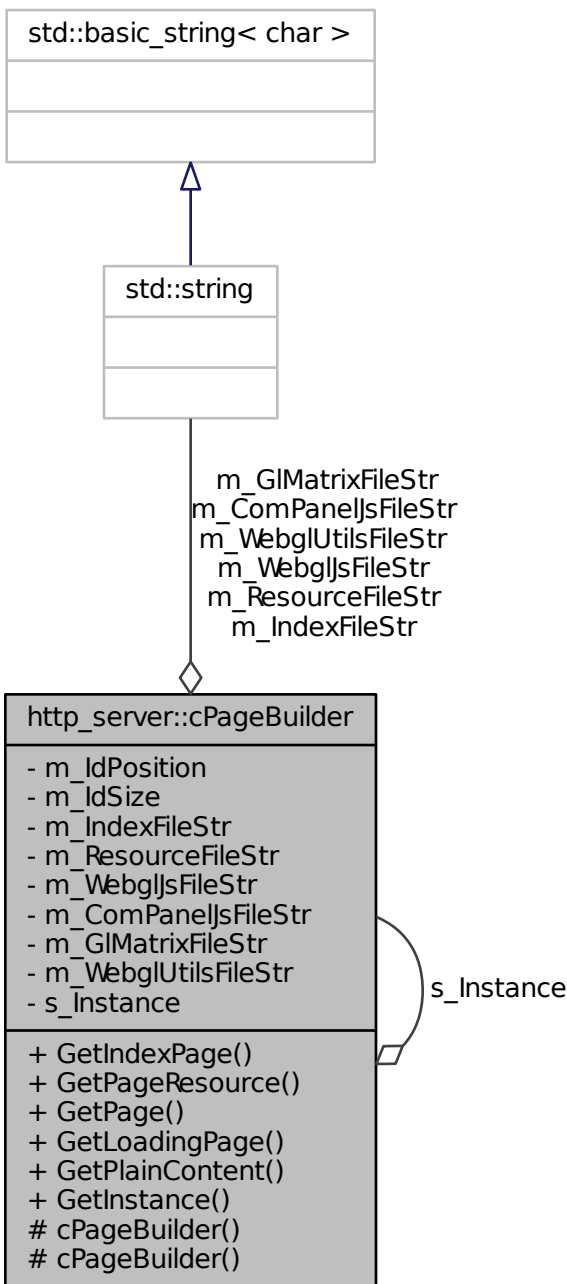 std::basic_string< char >
std::string
m_GlMatrixFileStr
m_ComPanelJsFileStr
m_WebglUtilsFileStr
m_WebglJsFileStr
m_ResourceFileStr
m_IndexFileStr
http_server::cPageBuilder
- m_IdPosition
- m_IdSize
- m_IndexFileStr
- m_ResourceFileStr
- m_WebglJsFileStr
- m_ComPanelJsFileStr
- m_GlMatrixFileStr
- m_WebglUtilsFileStr
- s_Instance
s_Instance
+ GetIndexPage()
+ GetPageResource()
+ GetPage()
+ GetLoadingPage()
+ GetPlainContent()
+ GetInstance()
# cPageBuilder()
# cPageBuilder()